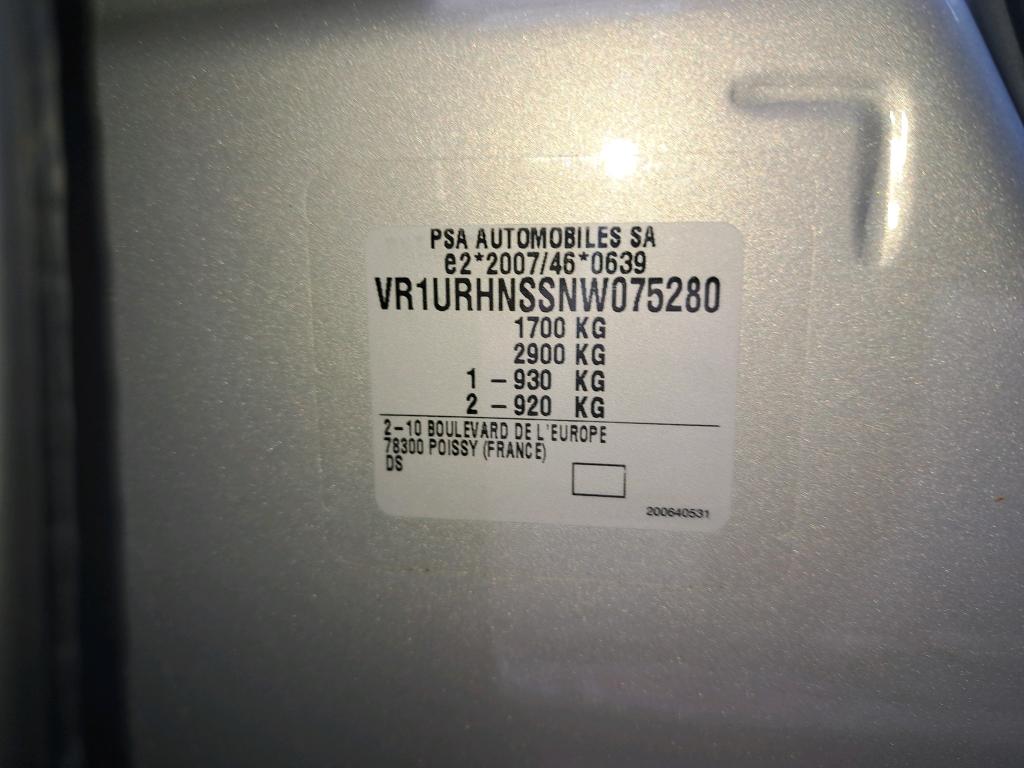 PSA AUTOMOBILES SA
e2*2007/46*0639
VR1URHNSSNW075280
1700 KG
2900 KG
1 – 930 KG
2 – 920 KG
2–10 BOULEVARD DE L'EUROPE
78300 POISSY (FRANCE)
DS
200640531